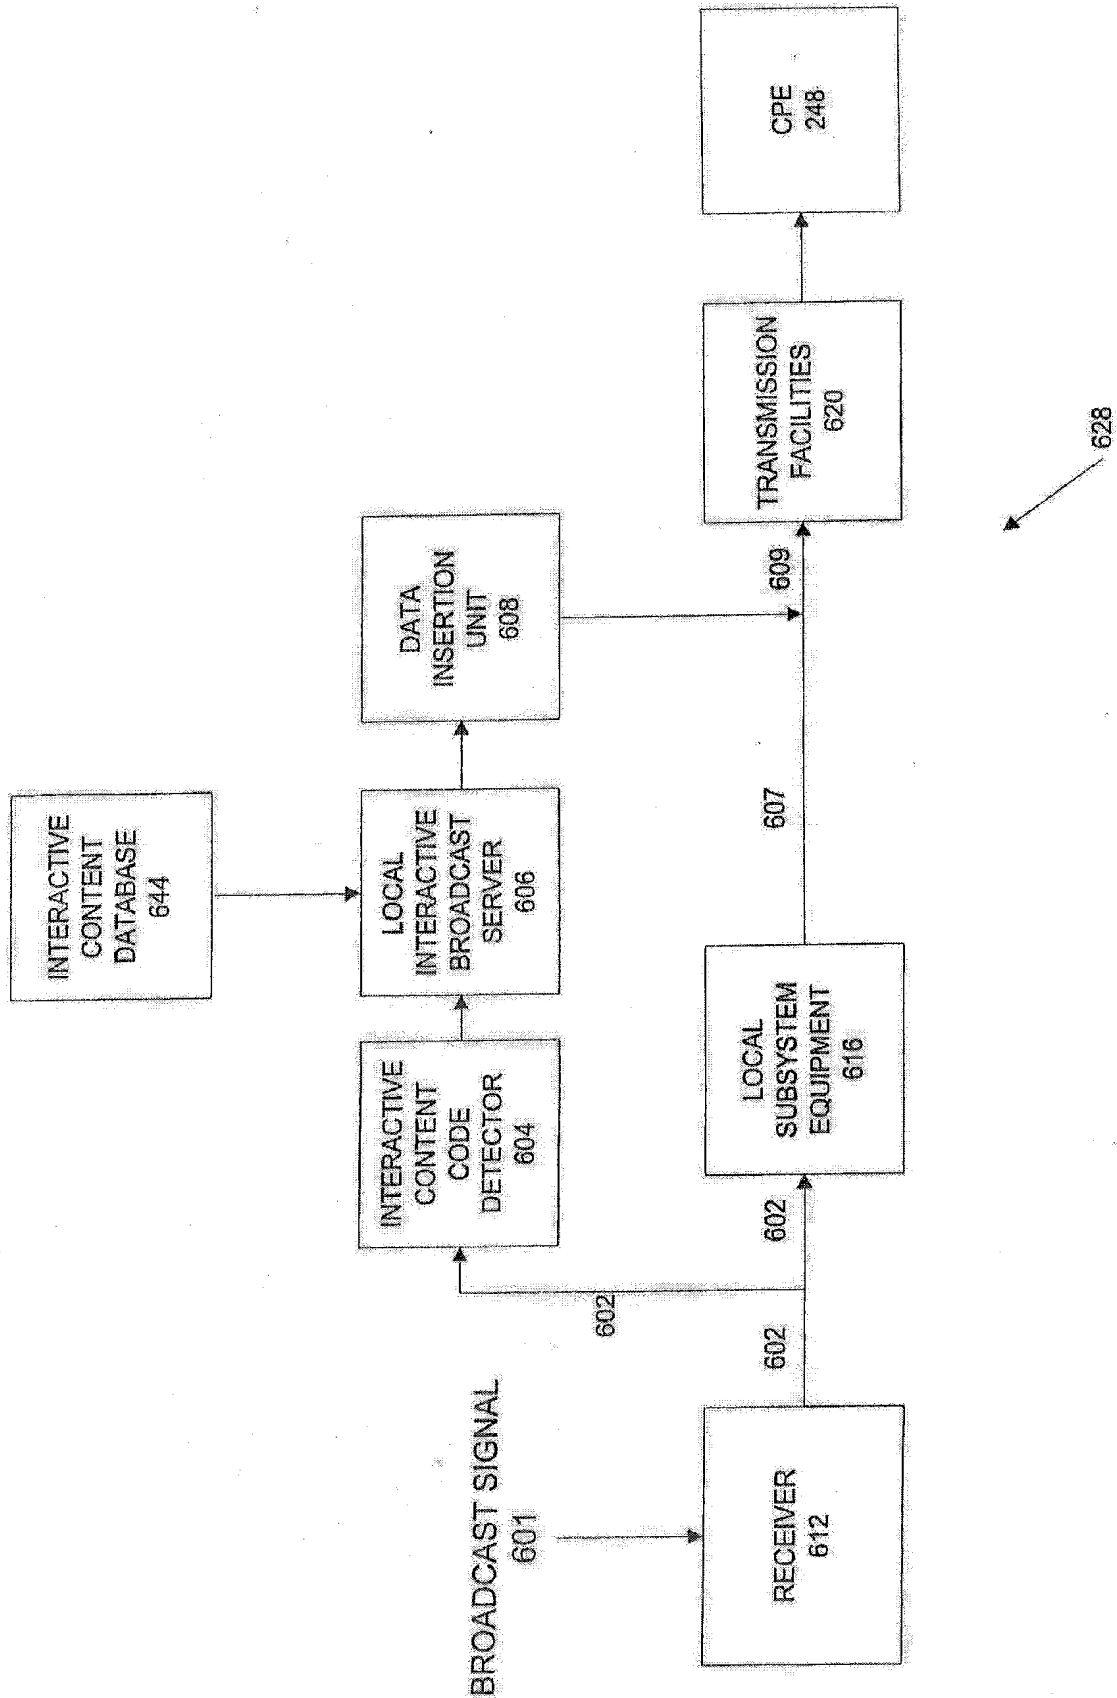 INTERACTIVE
CONTENT
DATABASE
644
INTERACTIVE
CONTENT
CODE
DETECTOR
604
LOCAL
INTERACTIVE
BROADCAST
SERVER
606
DATA
INSERTION
UNIT
608
BROADCAST SIGNAL
601
602
RECEIVER
612
602
602
LOCAL
SUBSYSTEM
EQUIPMENT
616
607
609
TRANSMISSION
FACILITIES
620
CPE
248
628